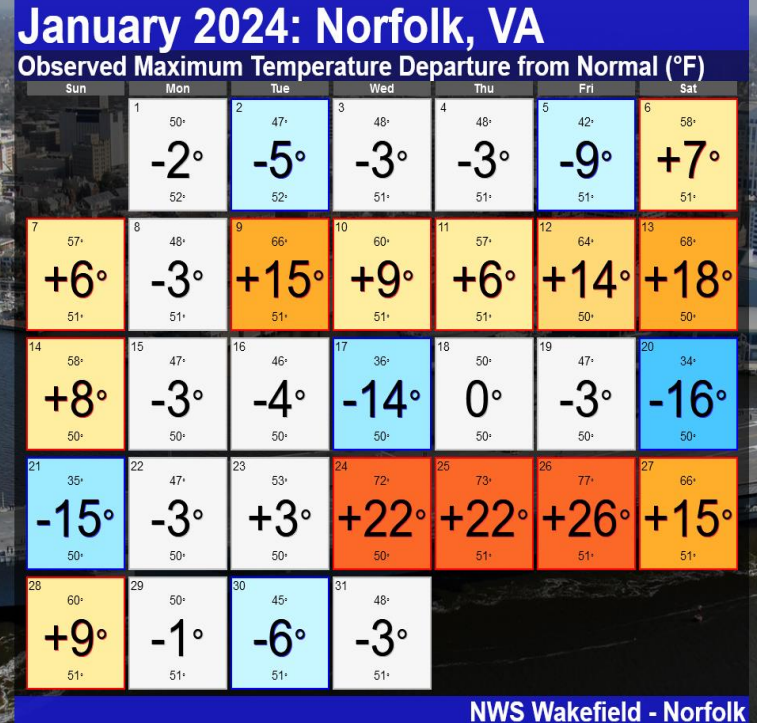 January 2024: Norfolk, VA
Observed Maximum Temperature Departure from Normal (°F)
Sun Mon Tue Wed Thu Fri Sat
1 2 3 4 5 6
50° 47° 48° 48° 42° 58°
-2° -5° -3° -3° -9° +7°
52° 52° 51° 51° 51° 51°
7 8 9 10 11 12 13
57° 48° 66° 60° 57° 64° 68°
+6° -3° +15° +9° +6° +14° +18°
51° 51° 51° 51° 51° 50° 50°
14 15 16 17 18 19 20
58° 47° 46° 36° 50° 47° 34°
+8° -3° -4° -14° 0° -3° -16°
50° 50° 50° 50° 50° 50° 50°
21 22 23 24 25 26 27
35° 47° 53° 72° 73° 77° 66°
-15° -3° +3° +22° +22° +26° +15°
50° 50° 50° 50° 51° 51° 51°
28 29 30 31
60° 50° 45° 48°
+9° -1° -6° -3°
51° 51° 51° 51°
NWS Wakefield - Norfolk